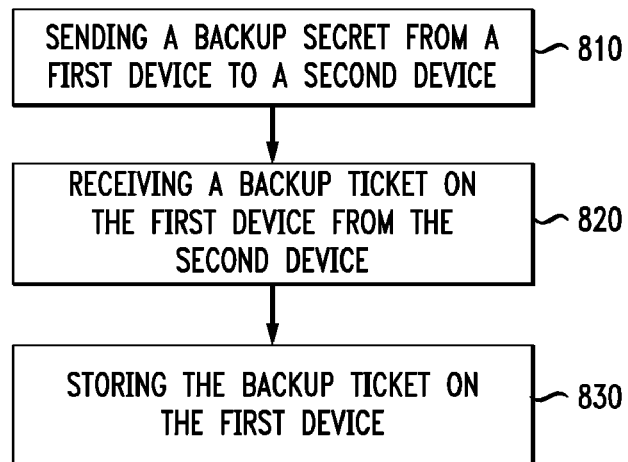 SENDING A BACKUP SECRET FROM A
FIRST DEVICE TO A SECOND DEVICE
810
RECEIVING A BACKUP TICKET ON
THE FIRST DEVICE FROM THE
SECOND DEVICE
820
STORING THE BACKUP TICKET ON
THE FIRST DEVICE
830